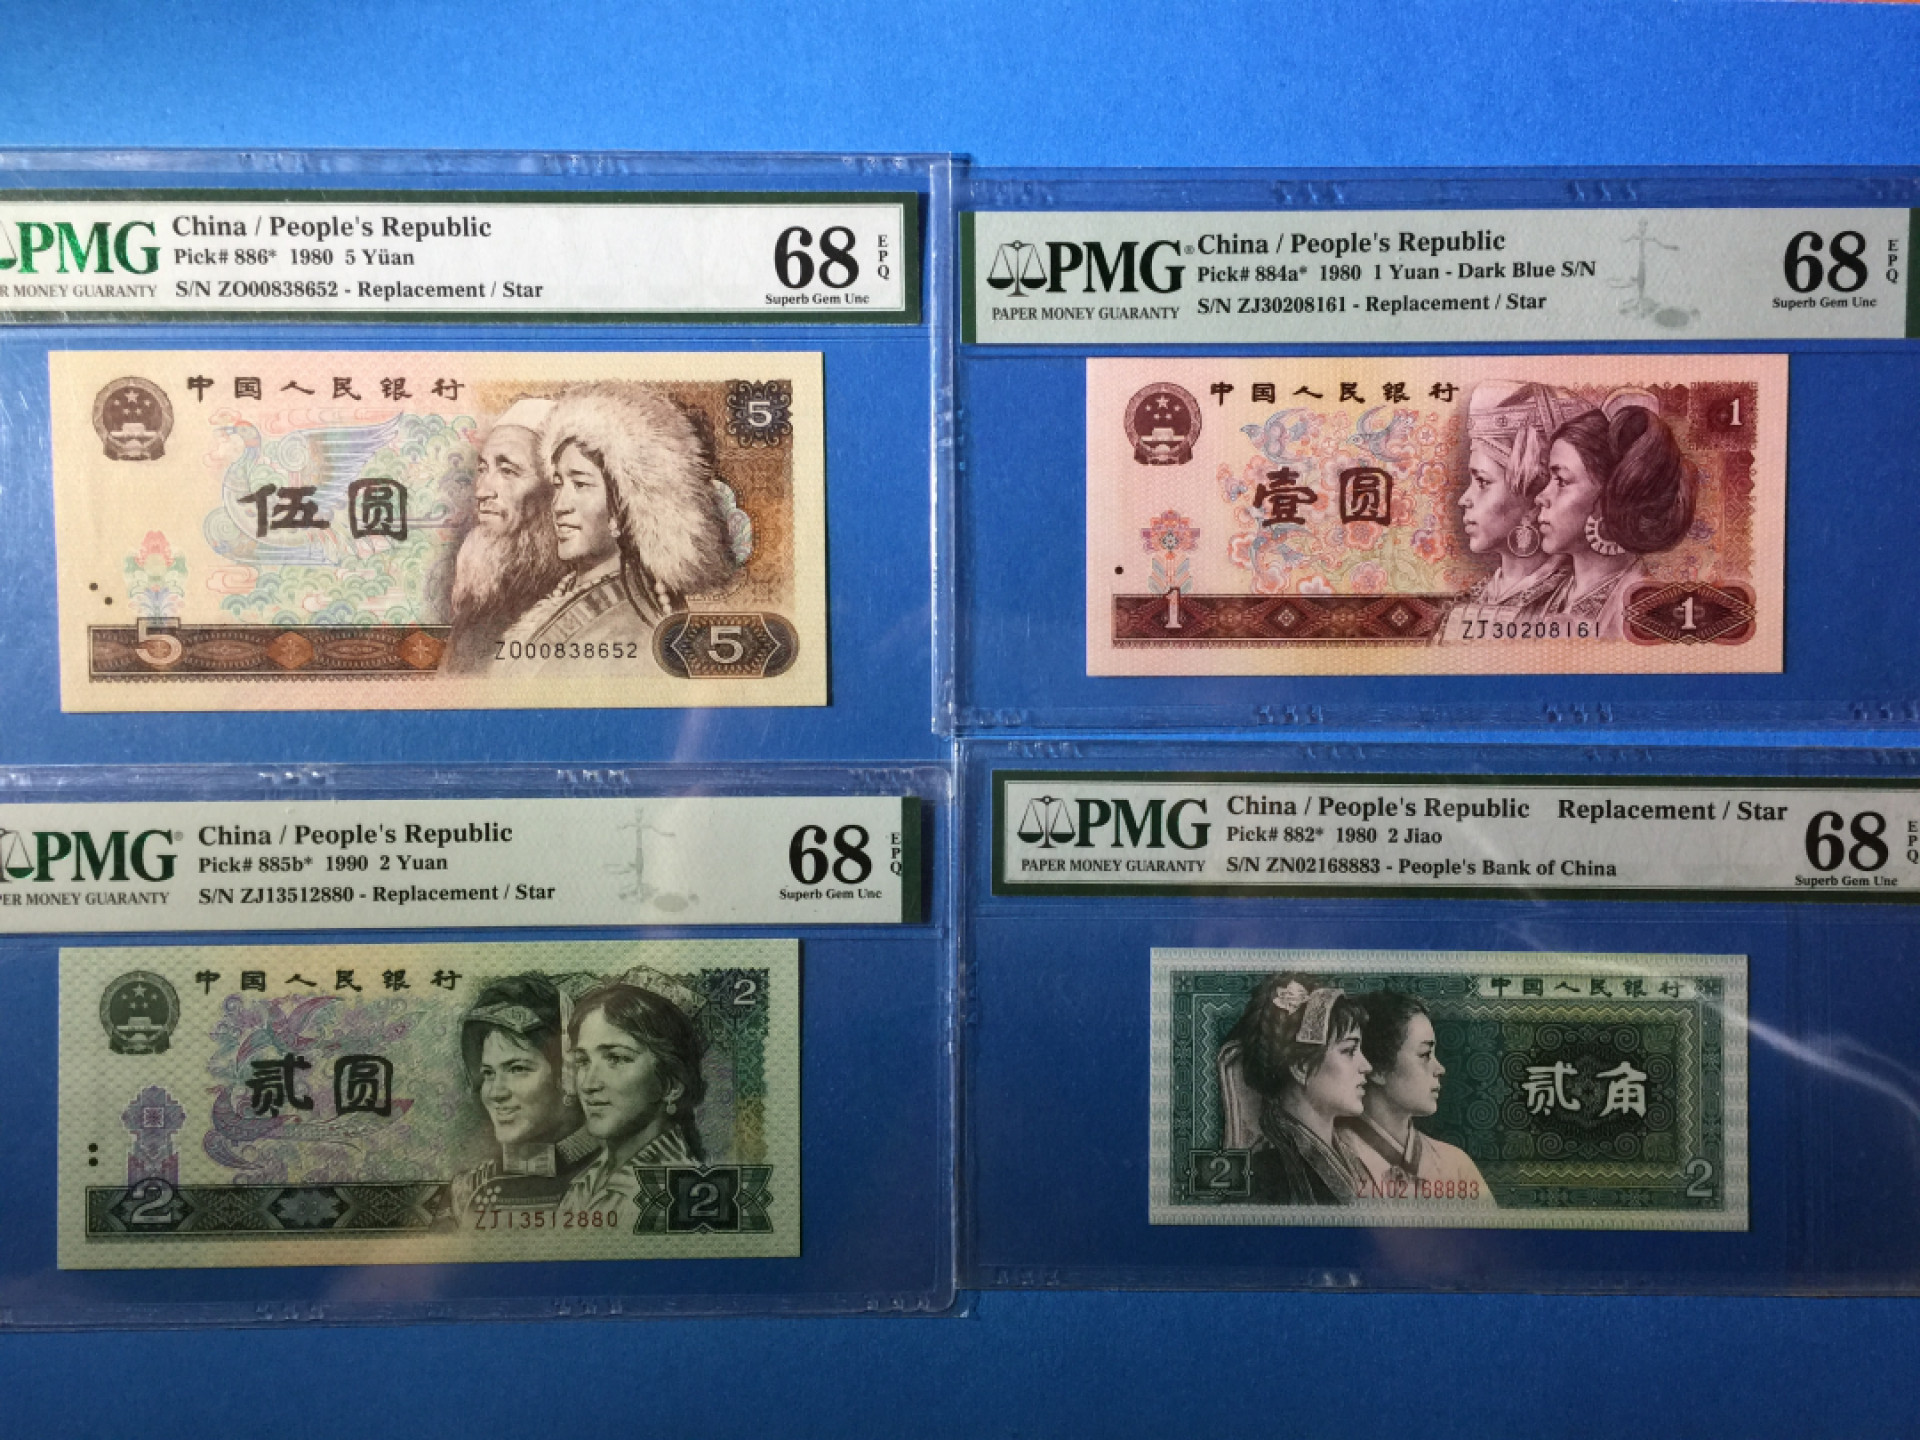 PMG
R MONEY GUARANTY
China / People's Republic
Pick# 886* 1980 5 Yüan
S/N ZO00838652 - Replacement / Star
68
EPQ
Superb Gem Unc
中国人民银行
5
伍圆
5
ZO00838652
5
PMG®
PAPER MONEY GUARANTY
China / People's Republic
Pick# 884a* 1980 1 Yuan - Dark Blue S/N
S/N ZJ30208161 - Replacement / Star
68
EPQ
Superb Gem Unc
中国人民银行
1
壹圆
1
ZJ30208161
1
PMG®
PER MONEY GUARANTY
China / People's Republic
Pick# 885b* 1990 2 Yuan
S/N ZJ13512880 - Replacement / Star
68
EPQ
Superb Gem Unc
中国人民银行
2
贰圆
2
ZJ13512880
2
PMG
PAPER MONEY GUARANTY
China / People's Republic Replacement / Star
Pick# 882* 1980 2 Jiao
S/N ZN02168883 - People's Bank of China
68
EPQ
Superb Gem Unc
中国人民银行
贰角
2
ZN02168883
2